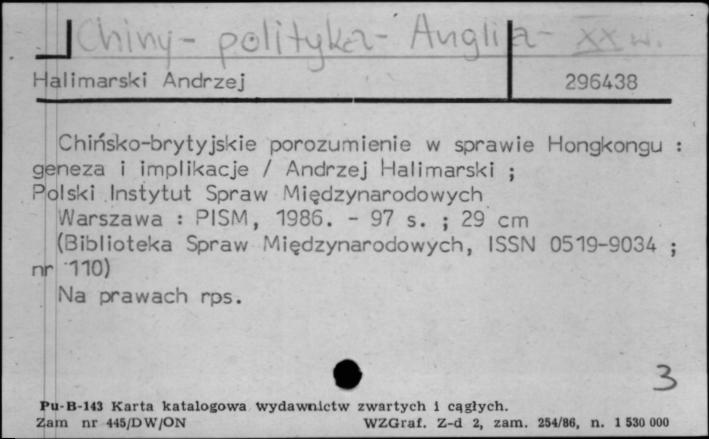 Chiny - polityka - Anglia - XX w.
Halimarski Andrzej 296438
Chińsko-brytyjskie porozumienie w sprawie Hongkongu :
geneza i implikacje / Andrzej Halimarski ;
Polski Instytut Spraw Międzynarodowych
Warszawa : PISM, 1986. - 97 s. ; 29 cm
(Biblioteka Spraw Międzynarodowych, ISSN 0519-9034 ;
nr 110)
Na prawach rps.
3
Pu-B-143 Karta katalogowa wydawnictw zwartych i cągłych.
Zam nr 445/DW/ON WZGraf. Z-d 2, zam. 254/86, n. 1 530 000